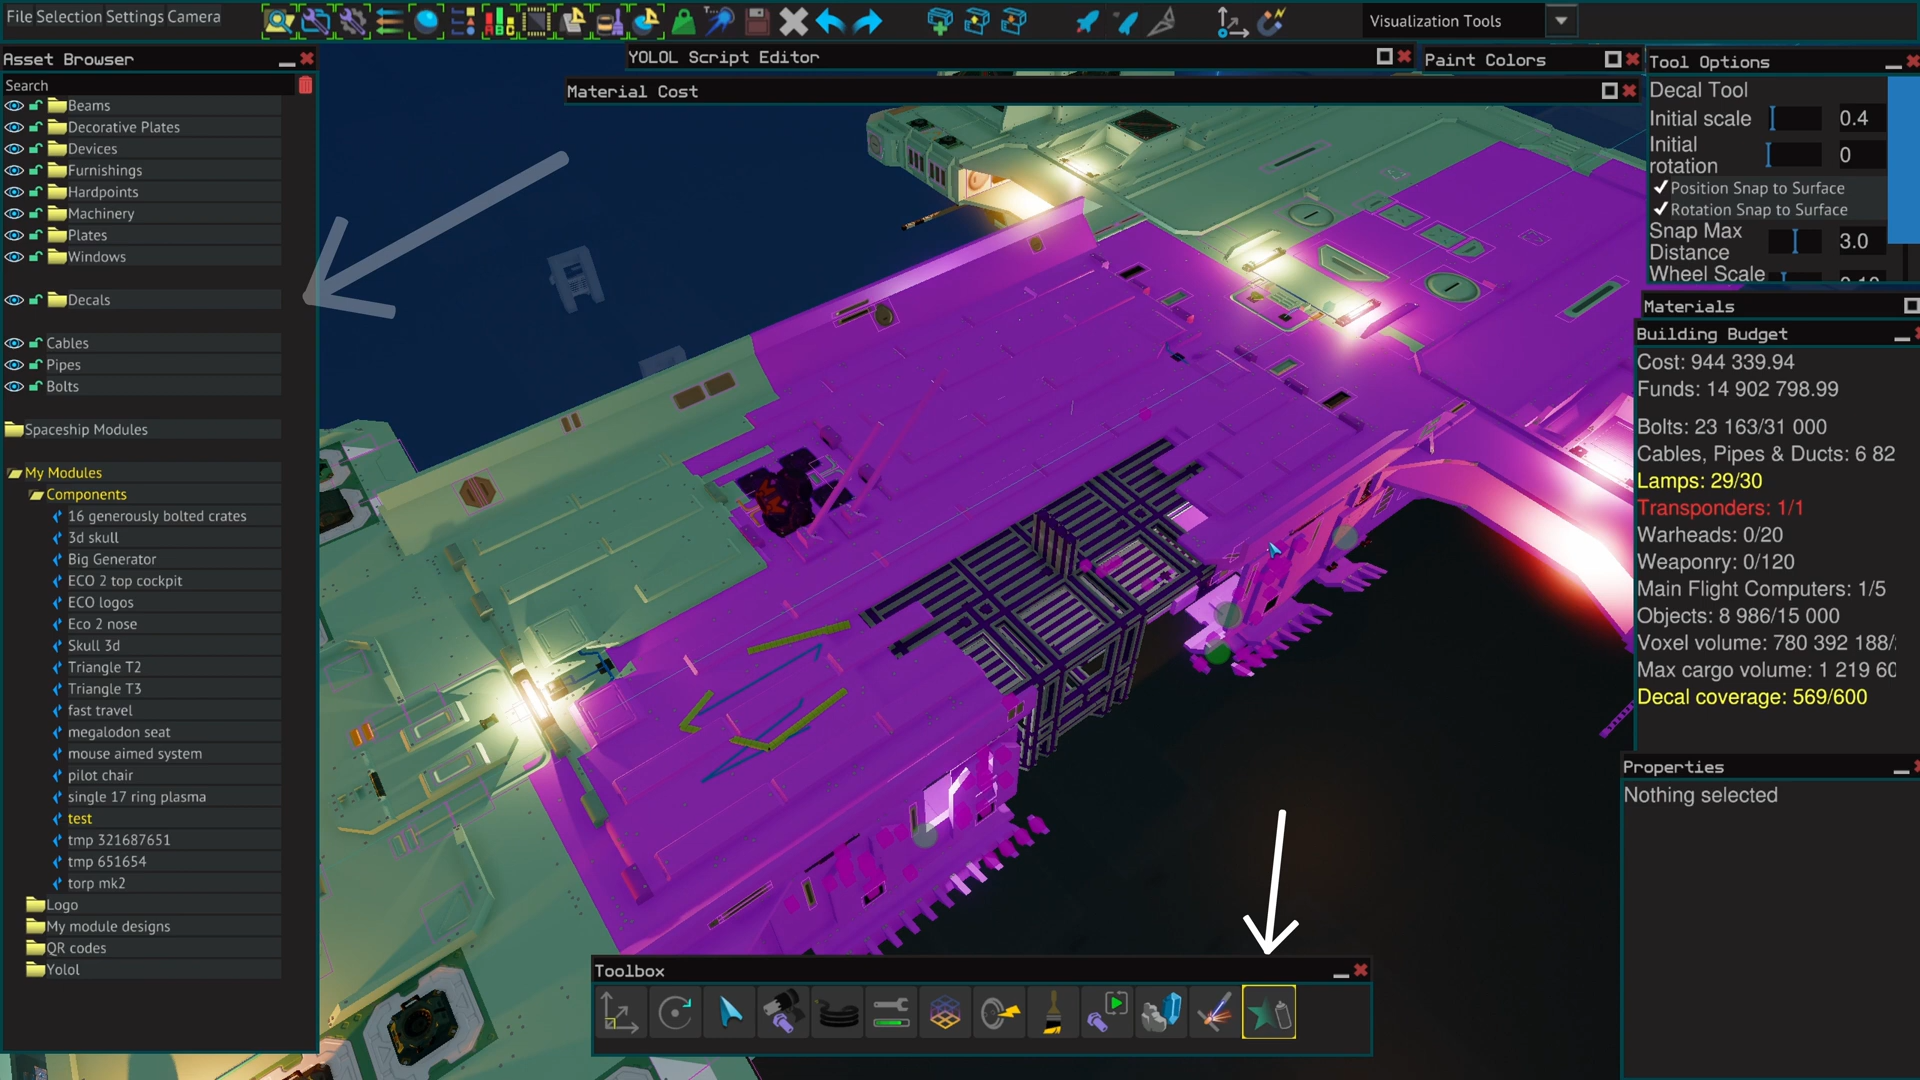 File Selection Settings Camera
Visualization Tools
Asset Browser
Search
Beams
Decorative Plates
Devices
Furnishings
Hardpoints
Machinery
Plates
Windows
Decals
Cables
Pipes
Bolts
Spaceship Modules
My Modules
Components
16 generously bolted crates
3d skull
Big Generator
ECO 2 top cockpit
ECO logos
Eco 2 nose
Skull 3d
Triangle T2
Triangle T3
fast travel
megalodon seat
mouse aimed system
pilot chair
single 17 ring plasma
test
tmp 321687651
tmp 651654
torp mk2
Logo
My module designs
QR codes
Yolol
YOLOL Script Editor
Material Cost
Paint Colors
Tool Options
Decal Tool
Initial scale 0.4
Initial
rotation 0
Position Snap to Surface
Rotation Snap to Surface
Snap Max
Distance 3.0
Wheel Scale
Materials
Building Budget
Cost: 944 339.94
Funds: 14 902 798.99
Bolts: 23 163/31 000
Cables, Pipes & Ducts: 6 82
Lamps: 29/30
Transponders: 1/1
Warheads: 0/20
Weaponry: 0/120
Main Flight Computers: 1/5
Objects: 8 986/15 000
Voxel volume: 780 392 188/
Max cargo volume: 1 219 60
Decal coverage: 569/600
Properties
Nothing selected
Toolbox